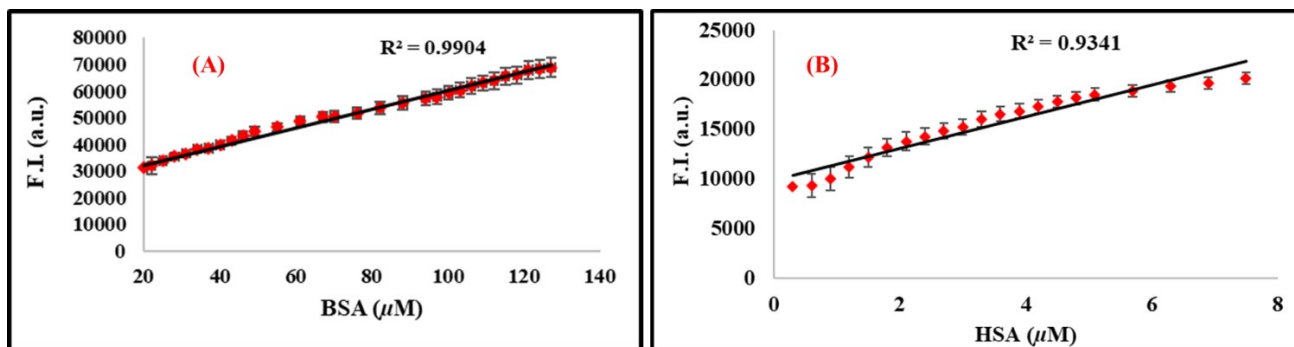 (A)
R² = 0.9904
F.I. (a.u.)
80000
70000
60000
50000
40000
30000
20000
10000
0
20 40 60 80 100 120 140
BSA (µM)
(B)
R² = 0.9341
F.I. (a.u.)
25000
20000
15000
10000
5000
0
0 2 4 6 8
HSA (µM)